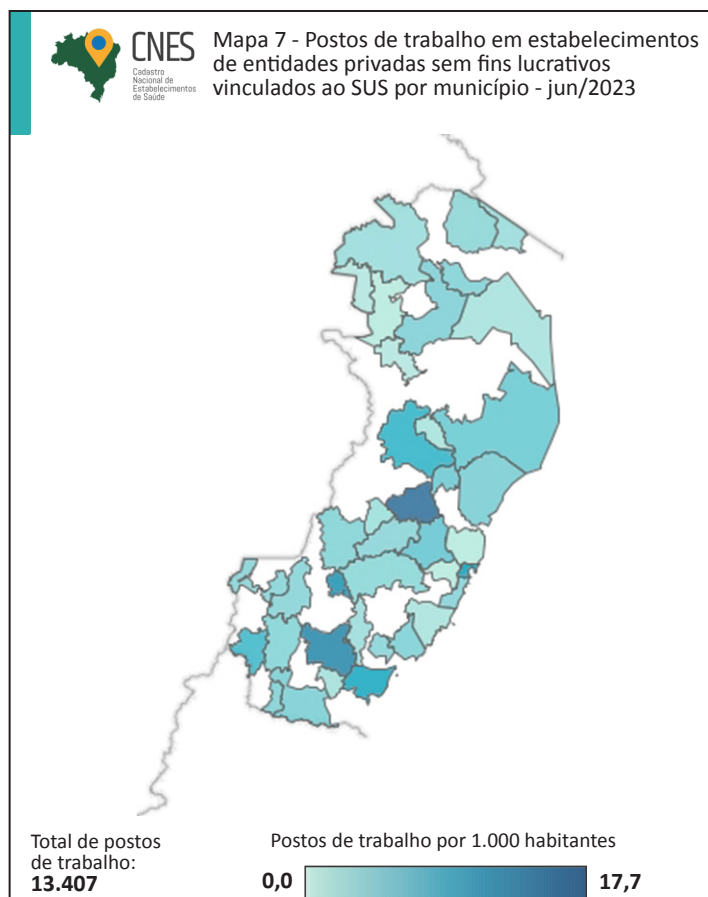 CNES
Cadastro
Nacional de
Estabelecimentos
de Saúde
Mapa 7 - Postos de trabalho em estabelecimentos
de entidades privadas sem fins lucrativos
vinculados ao SUS por município - jun/2023
Total de postos
de trabalho:
13.407
Postos de trabalho por 1.000 habitantes
0,0
17,7